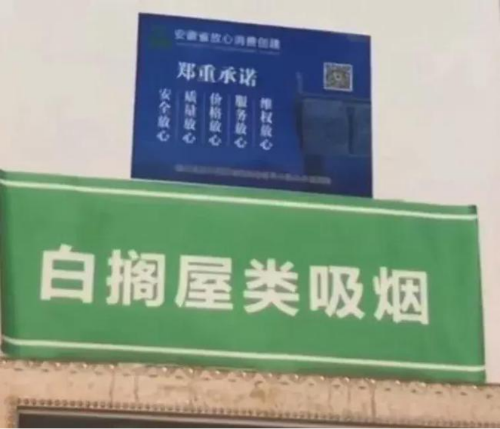 安徽省放心消费创建
郑重承诺
安全放心
质量放心
价格放心
服务放心
维权放心
白搁屋类吸烟